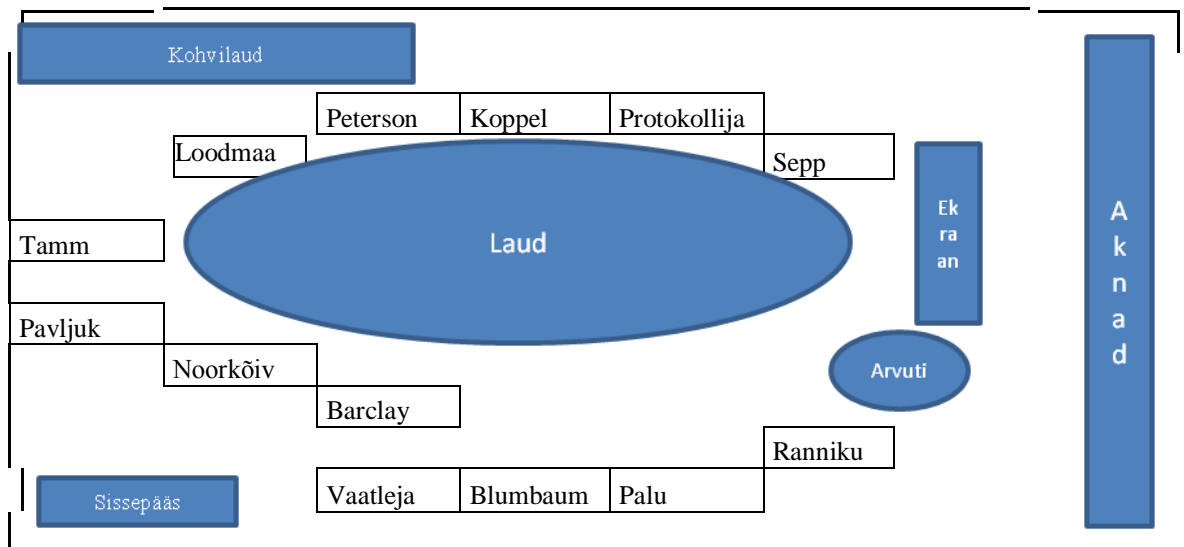 Kohvilaud
Peterson Koppel Protokollija
Loodmaa
Sepp
Tamm
Laud
Ek
ra
an
A
k
n
a
d
Pavljuk
Noorkõiv
Arvuti
Barclay
Ranniku
Sissepääs
Vaatleja Blumbaum Palu